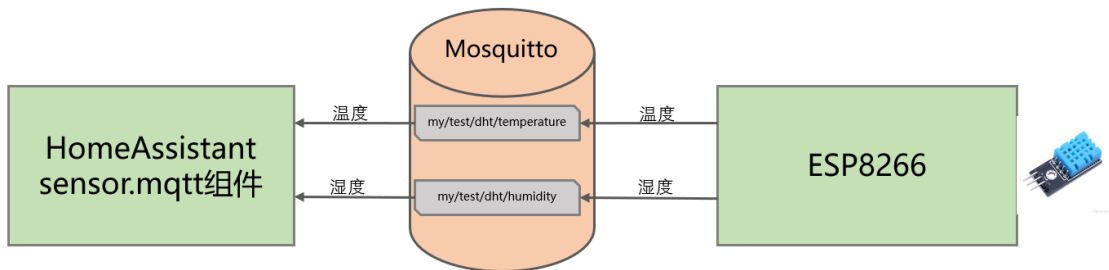 Mosquitto
温度
my/test/dht/temperature
温度
HomeAssistant
sensor.mqtt组件
ESP8266
湿度
my/test/dht/humidity
湿度